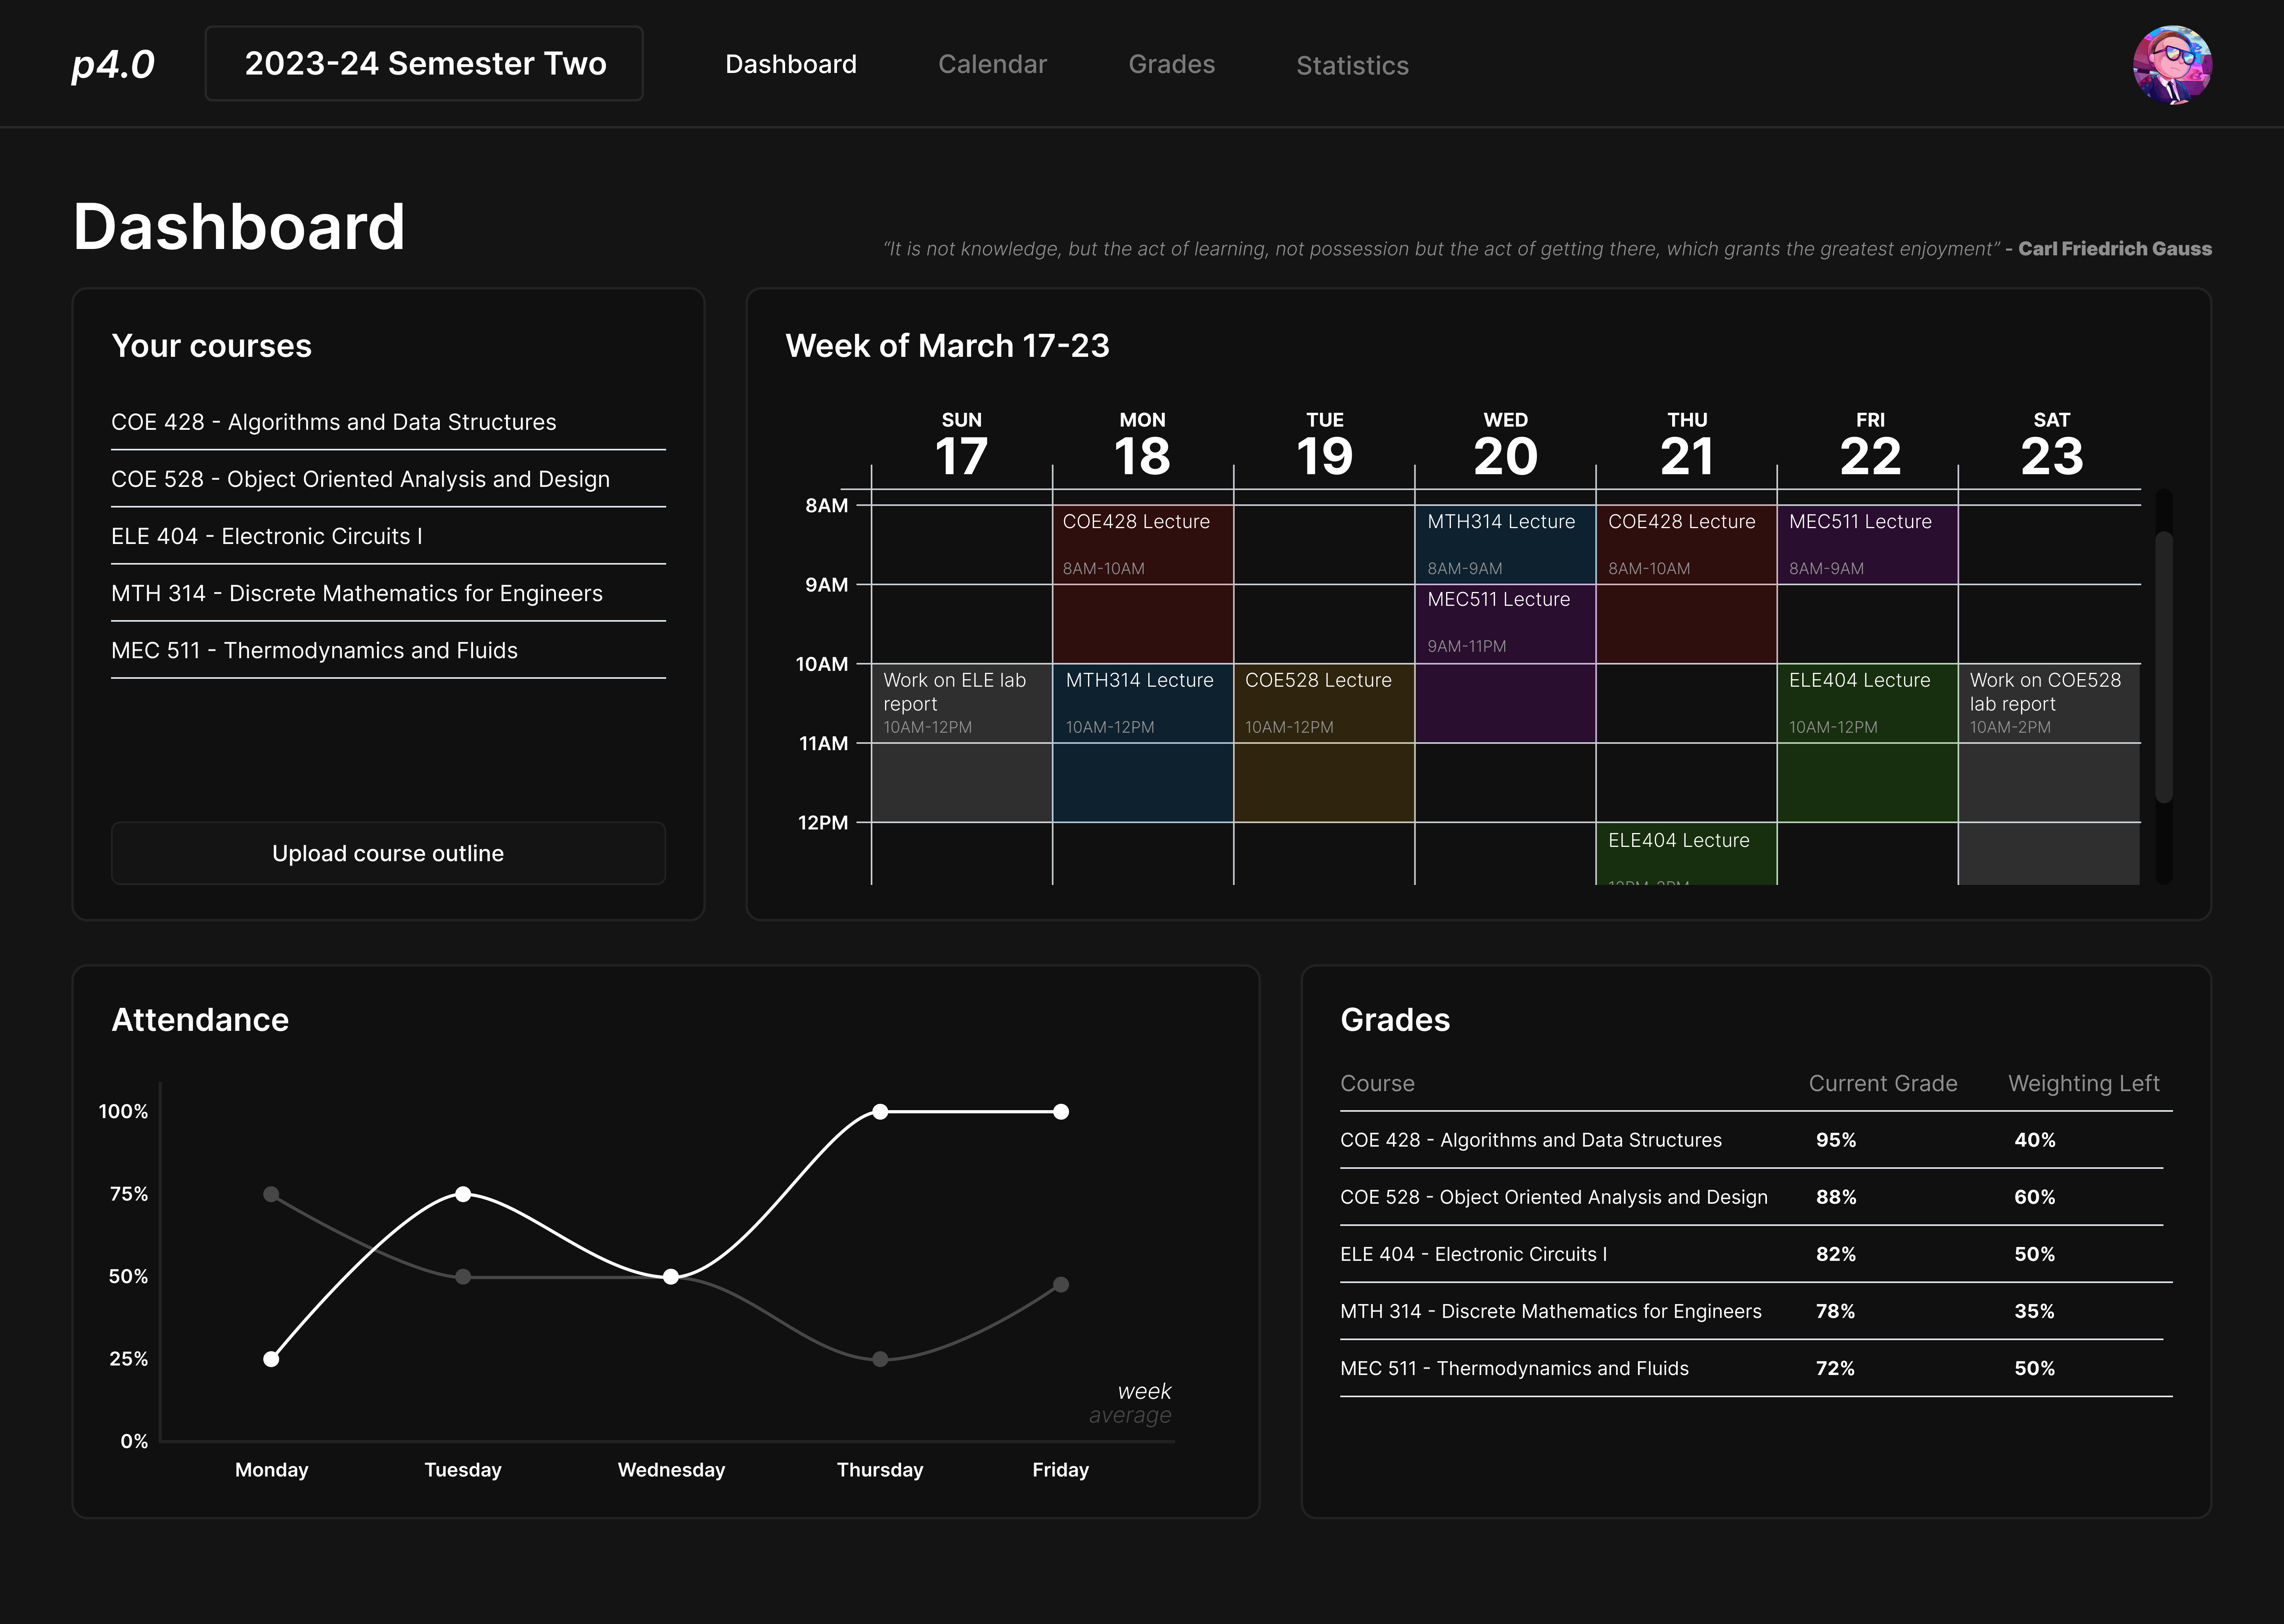 p4.0
2023-24 Semester Two
Dashboard
Calendar
Grades
Statistics
Dashboard
“It is not knowledge, but the act of learning, not possession but the act of getting there, which grants the greatest enjoyment” - Carl Friedrich Gauss
Your courses
COE 428 - Algorithms and Data Structures
COE 528 - Object Oriented Analysis and Design
ELE 404 - Electronic Circuits I
MTH 314 - Discrete Mathematics for Engineers
MEC 511 - Thermodynamics and Fluids
Upload course outline
Week of March 17-23
SUN MON TUE WED THU FRI SAT
17 18 19 20 21 22 23
8AM
COE428 Lecture
8AM-10AM
MTH314 Lecture
8AM-9AM
COE428 Lecture
8AM-10AM
MEC511 Lecture
8AM-9AM
9AM
MEC511 Lecture
9AM-11PM
10AM
Work on ELE lab
report
10AM-12PM
MTH314 Lecture
10AM-12PM
COE528 Lecture
10AM-12PM
ELE404 Lecture
10AM-12PM
Work on COE528
lab report
10AM-2PM
11AM
12PM
ELE404 Lecture
Attendance
100%
75%
50%
25%
0%
week
average
Monday Tuesday Wednesday Thursday Friday
Grades
Course Current Grade Weighting Left
COE 428 - Algorithms and Data Structures 95% 40%
COE 528 - Object Oriented Analysis and Design 88% 60%
ELE 404 - Electronic Circuits I 82% 50%
MTH 314 - Discrete Mathematics for Engineers 78% 35%
MEC 511 - Thermodynamics and Fluids 72% 50%